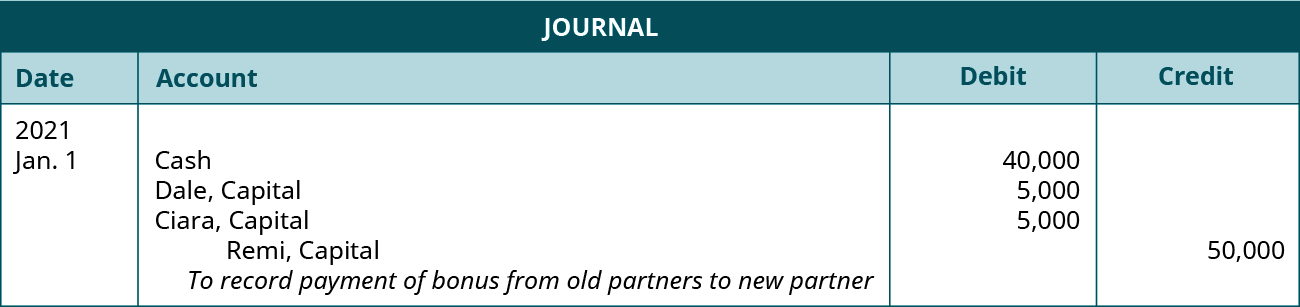 JOURNAL
Date Account Debit Credit
2021
Jan. 1 Cash 40,000
Dale, Capital 5,000
Ciara, Capital 5,000
Remi, Capital 50,000
To record payment of bonus from old partners to new partner